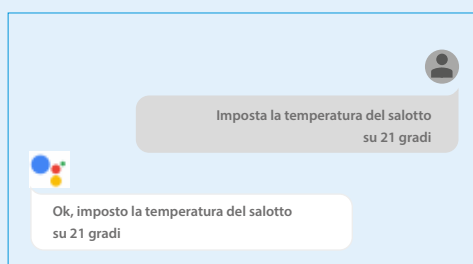 Imposta la temperatura del salotto
su 21 gradi
Ok, imposto la temperatura del salotto
su 21 gradi